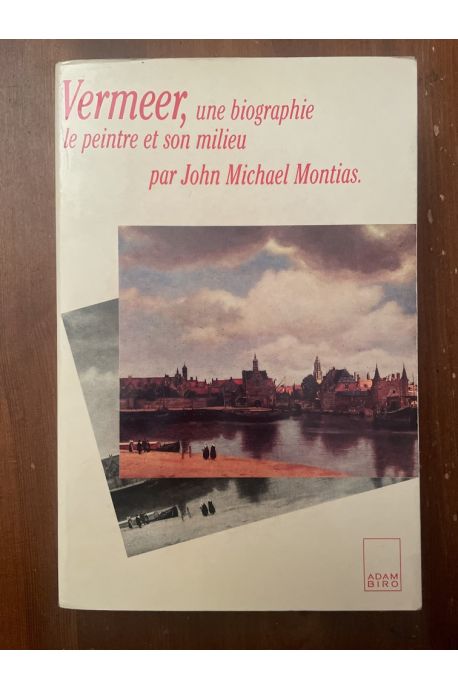 Vermeer, une biographie
le peintre et son milieu
par John Michael Montias.
ADAM
BIRO